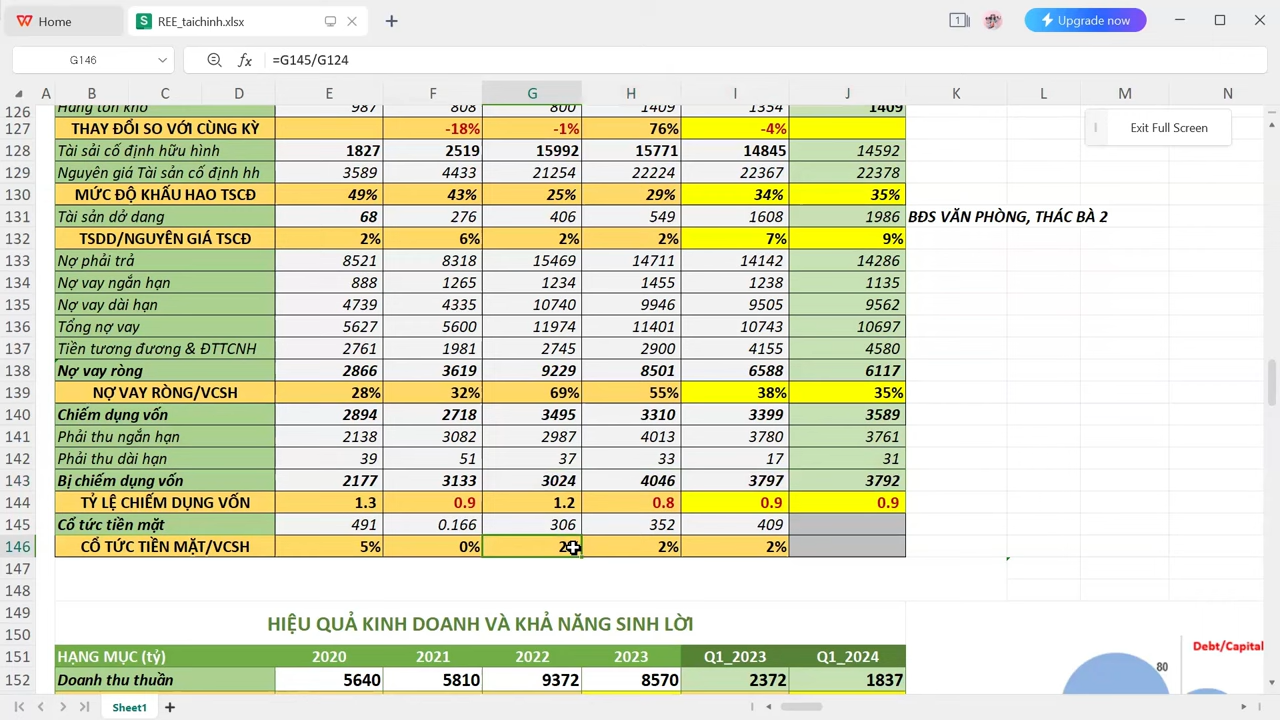 Home
REE_taichinh.xlsx
Upgrade now
G146
fx =G145/G124
A B C D E F G H I J K L M N
126 Hàng tồn kho 987 808 800 1409 1354 1409
127 THAY ĐỔI SO VỚI CÙNG KỲ -18% -1% 76% -4%
Exit Full Screen
128 Tài sải cố định hữu hình 1827 2519 15992 15771 14845 14592
129 Nguyên giá Tài sản cố định hh 3589 4433 21254 22224 22367 22378
130 MỨC ĐỘ KHẤU HAO TSCĐ 49% 43% 25% 29% 34% 35%
131 Tài sản dở dang 68 276 406 549 1608 1986 BĐS VĂN PHÒNG, THÁC BÀ 2
132 TSDD/NGUYÊN GIÁ TSCĐ 2% 6% 2% 2% 7% 9%
133 Nợ phải trả 8521 8318 15469 14711 14142 14286
134 Nợ vay ngắn hạn 888 1265 1234 1455 1238 1135
135 Nợ vay dài hạn 4739 4335 10740 9946 9505 9562
136 Tổng nợ vay 5627 5600 11974 11401 10743 10697
137 Tiền tương đương & ĐTTCNH 2761 1981 2745 2900 4155 4580
138 Nợ vay ròng 2866 3619 9229 8501 6588 6117
139 NỢ VAY RÒNG/VCSH 28% 32% 69% 55% 38% 35%
140 Chiếm dụng vốn 2894 2718 3495 3310 3399 3589
141 Phải thu ngắn hạn 2138 3082 2987 4013 3780 3761
142 Phải thu dài hạn 39 51 37 33 17 31
143 Bị chiếm dụng vốn 2177 3133 3024 4046 3797 3792
144 TỶ LỆ CHIẾM DỤNG VỐN 1.3 0.9 1.2 0.8 0.9 0.9
145 Cổ tức tiền mặt 491 0.166 306 352 409
146 CỔ TỨC TIỀN MẶT/VCSH 5% 0% 2% 2%
147
148
149 HIỆU QUẢ KINH DOANH VÀ KHẢ NĂNG SINH LỜI
150
151 HẠNG MỤC (tỷ) 2020 2021 2022 2023 Q1_2023 Q1_2024
Debt/Capital
152 Doanh thu thuần 5640 5810 9372 8570 2372 1837
80
Sheet1